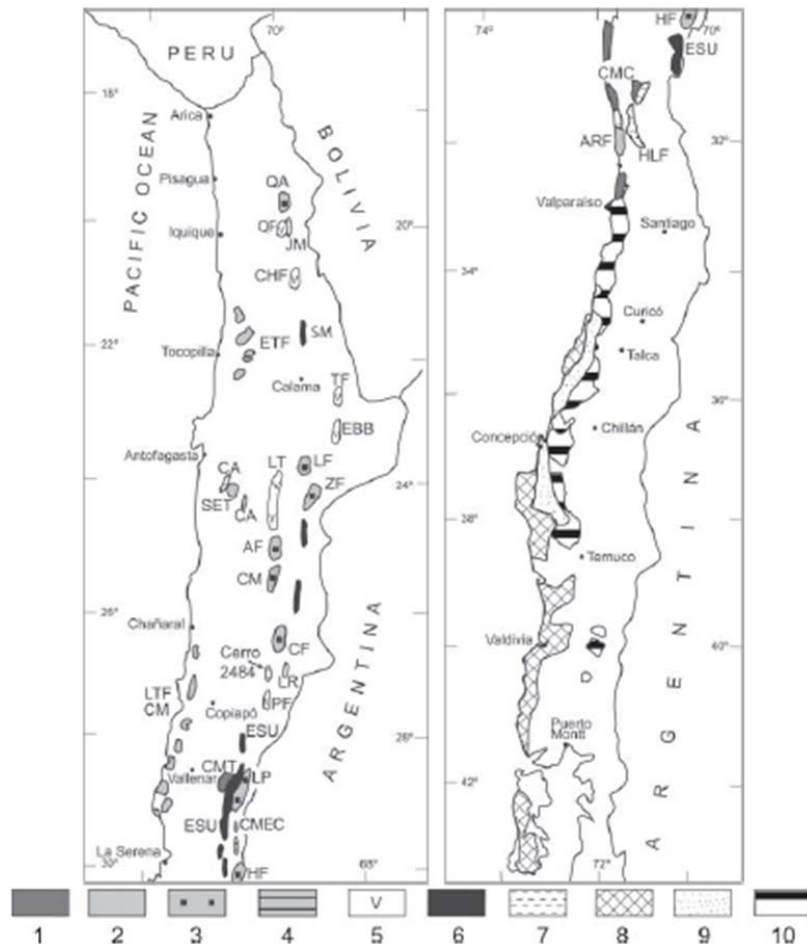 70°
PERU
18°
Arica
PACIFIC OCEAN
BOLIVIA
Pisagua
QA
Iquique
QF
JM
20°
CHF
ETF
SM
22°
Tocopilla
Calama
TF
EBB
Antofagasta
CA
LT
LF
SET
CA
ZF
24°
AF
CM
26°
Chañaral
CF
Cerro
2484
LR
LTF
CM
Copiapó
PF
ARGENTINA
ESU
28°
CMT
Vallenar
LP
ESU
CMEC
La Serena
30°
HF
68°
74°
HF
70°
ESU
CMC
32°
ARF
HLF
Valparaíso
Santiago
34°
Curicó
Talca
36°
Concepción
Chillán
38°
Temuco
ARGENTINA
Valdivia
40°
Puerto
Montt
42°
72°
V
1 2 3 4 5 6 7 8 9 10